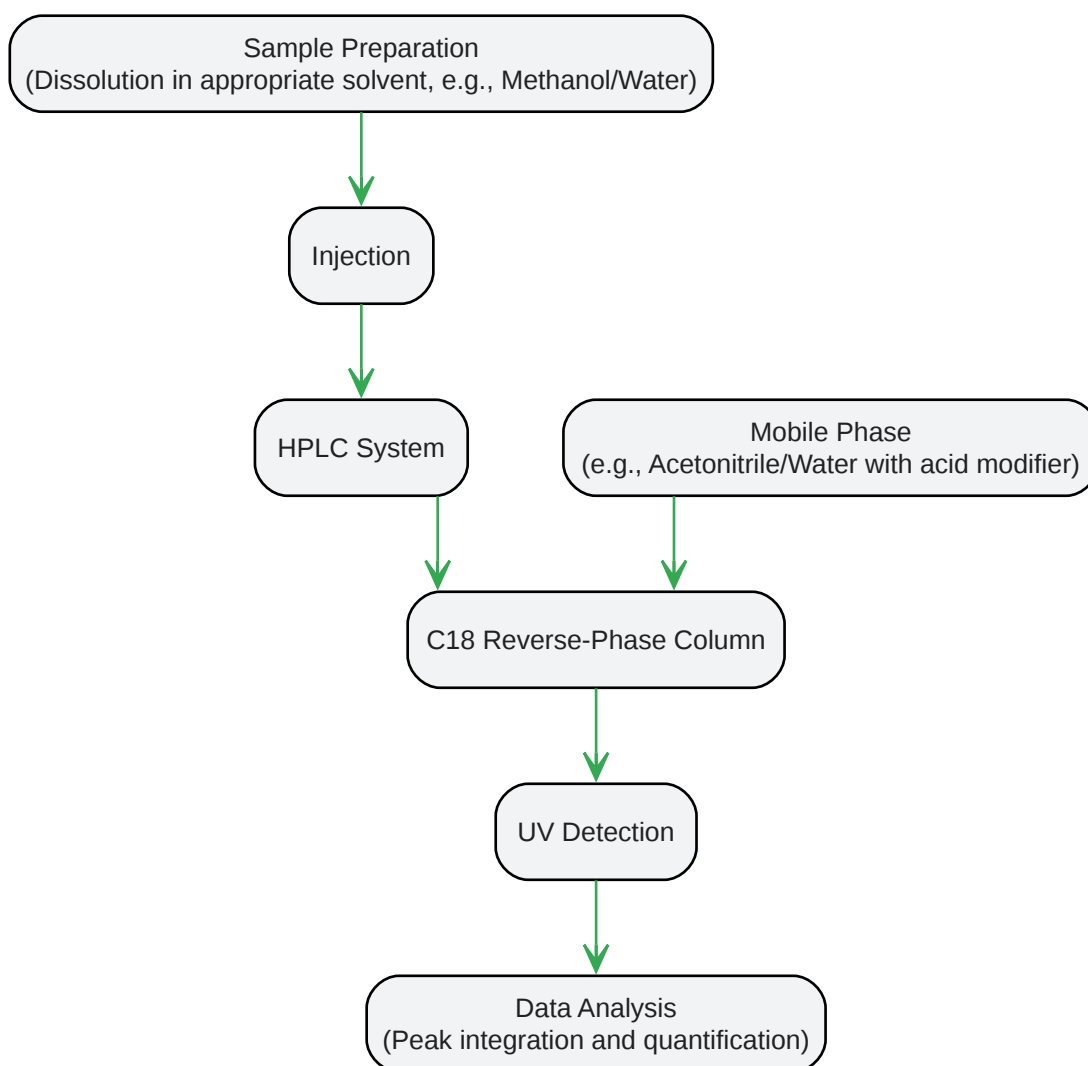 Sample Preparation
(Dissolution in appropriate solvent, e.g., Methanol/Water)
Injection
HPLC System
Mobile Phase
(e.g., Acetonitrile/Water with acid modifier)
C18 Reverse-Phase Column
UV Detection
Data Analysis
(Peak integration and quantification)